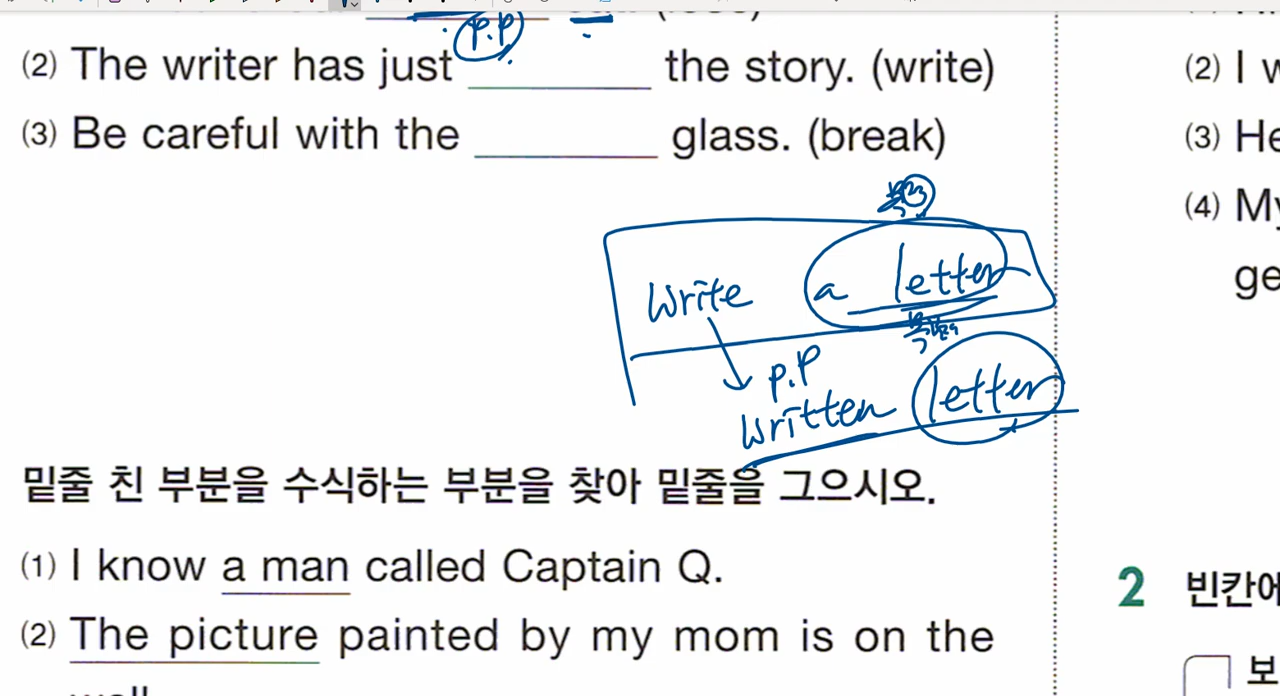 p.p
(2) The writer has just ________ the story. (write)
(3) Be careful with the ________ glass. (break)
write a letter
p.p
written letter
밑줄 친 부분을 수식하는 부분을 찾아 밑줄을 그으시오.
(1) I know a man called Captain Q.
(2) The picture painted by my mom is on the
(2) I
(3) He
(4) My
ge
2 빈칸에
보